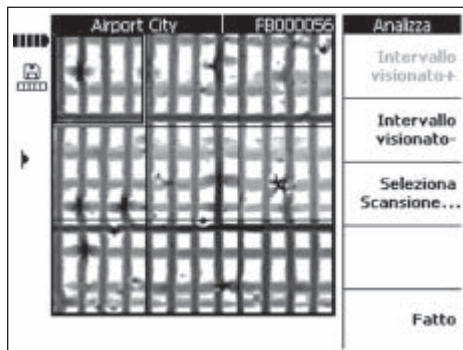 Airport City FB000056 Analizza
Intervallo
visionato+
Intervallo
visionato-
Seleziona
Scansione...
Fatto